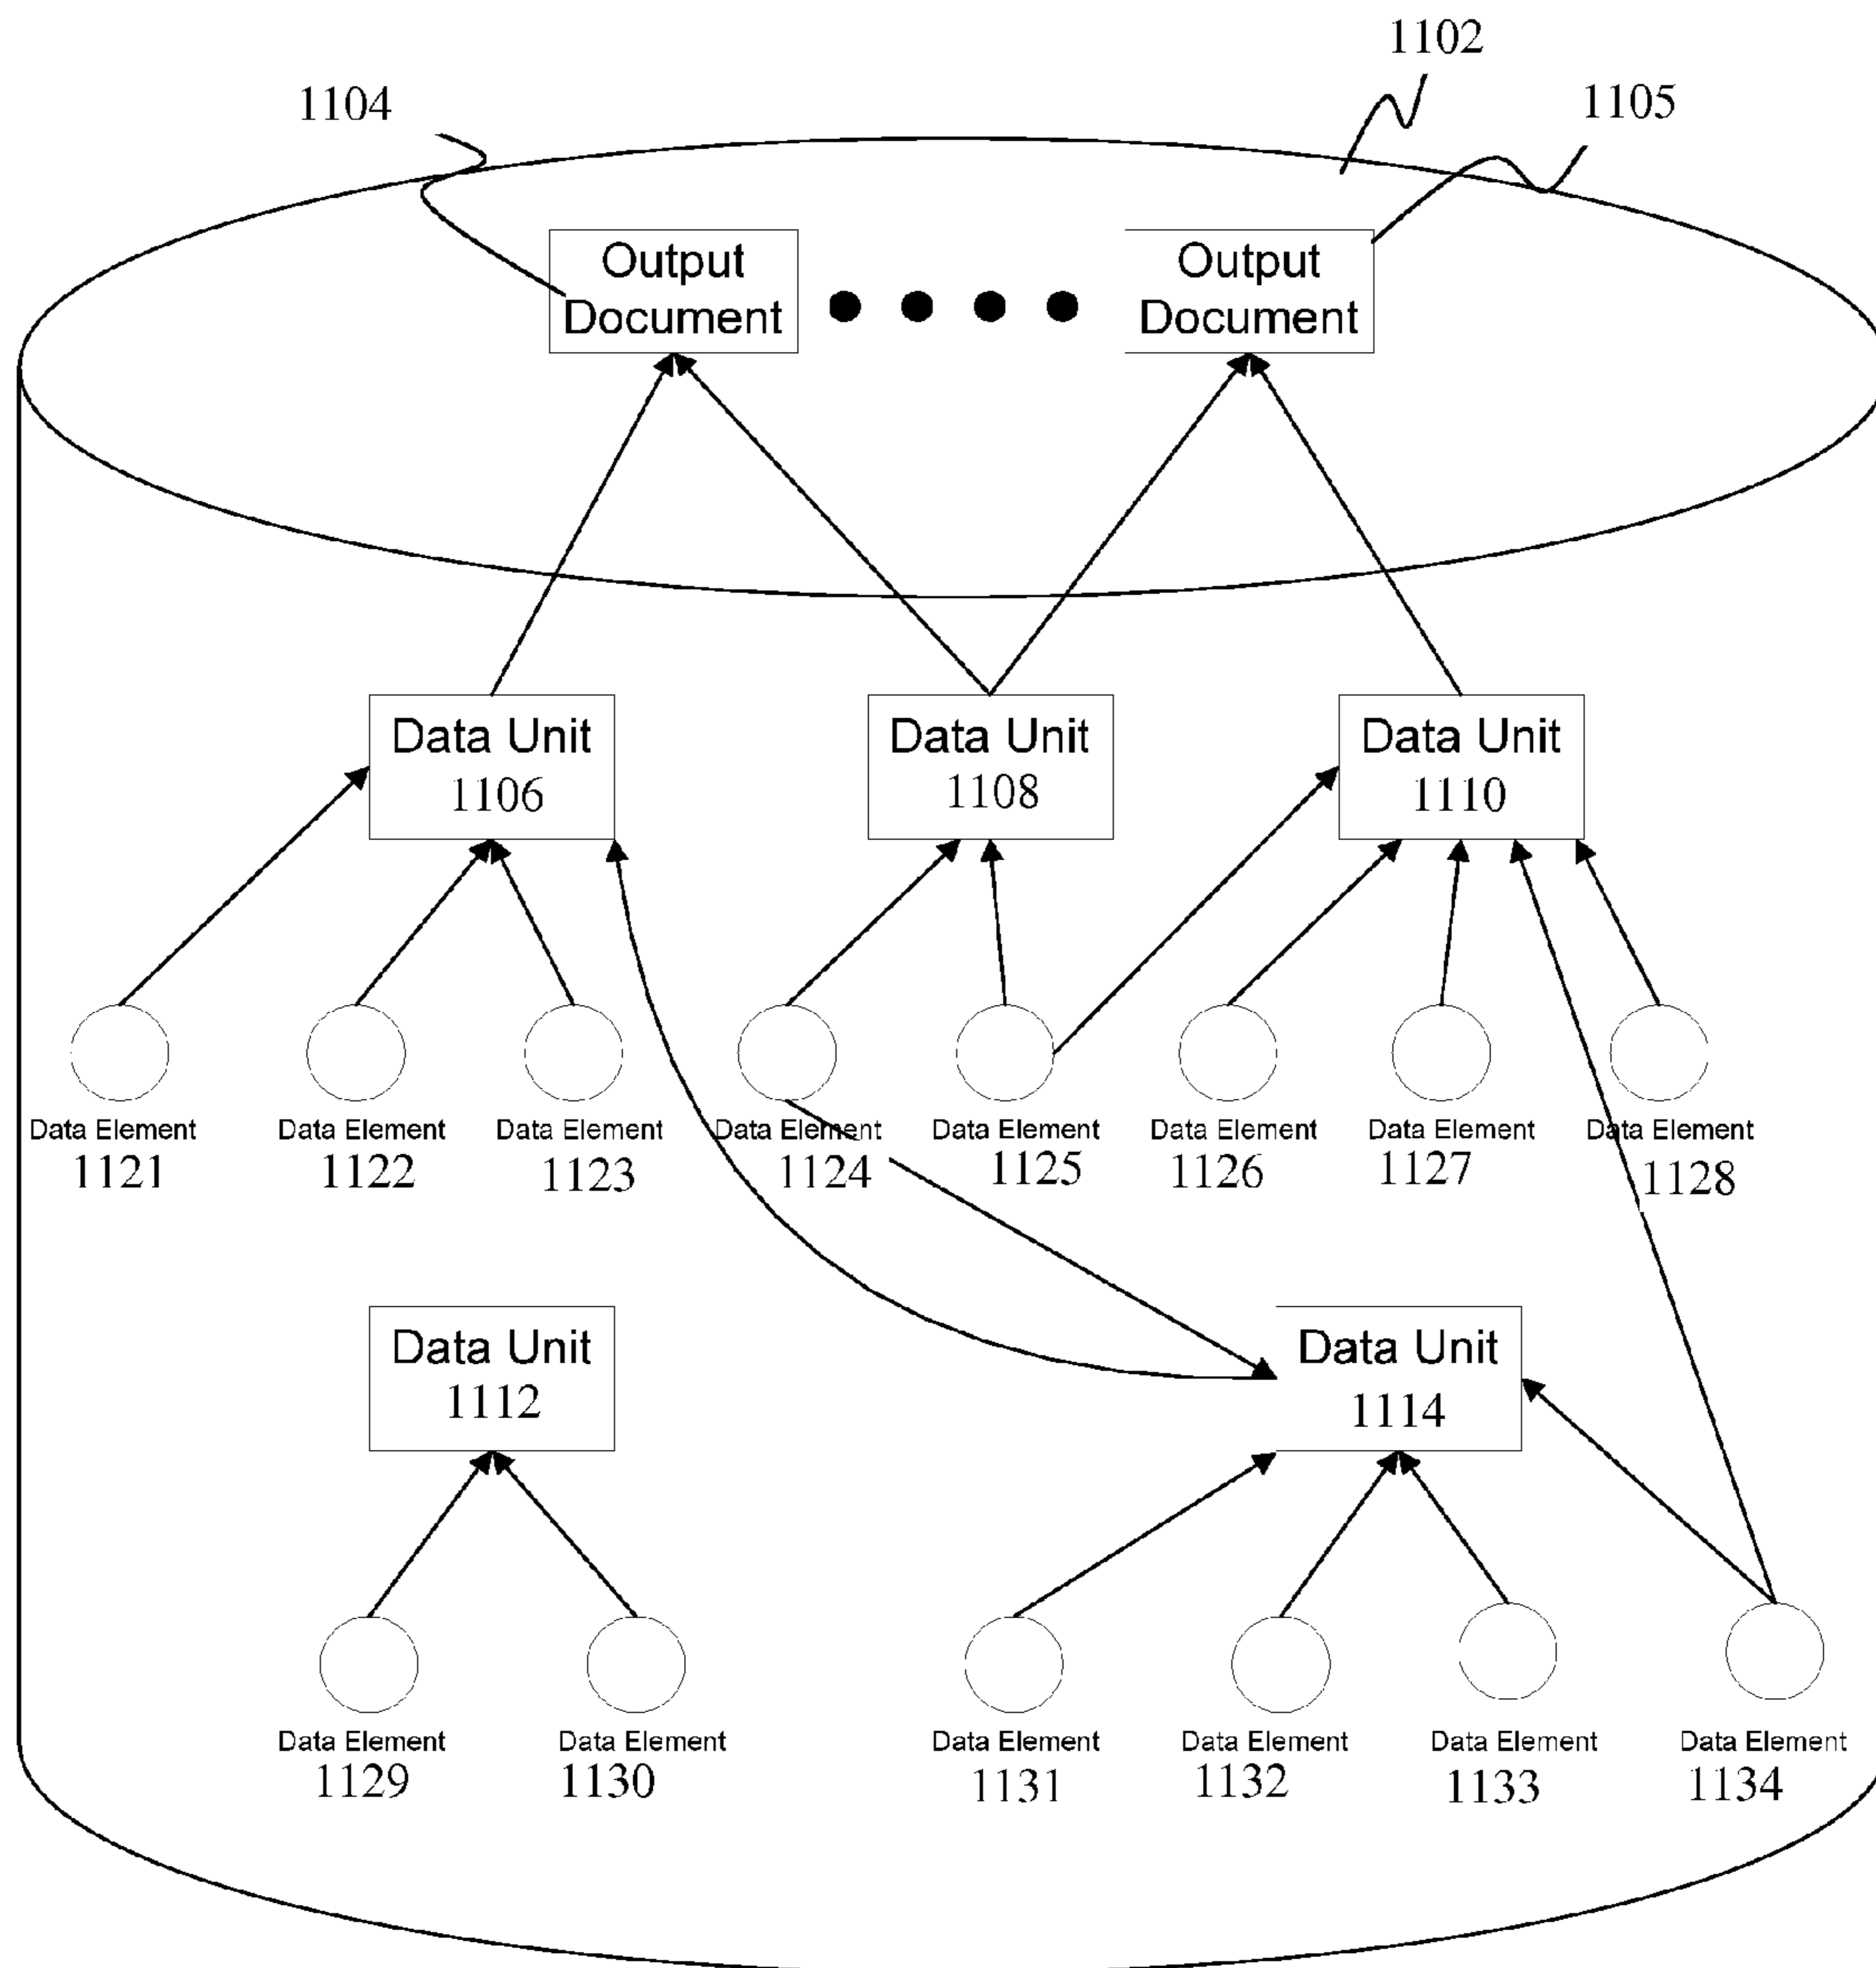 1102
1104
1105
Output
Document
Output
Document
Data Unit
1106
Data Unit
1108
Data Unit
1110
Data Element
1121
Data Element
1122
Data Element
1123
Data Element
1124
Data Element
1125
Data Element
1126
Data Element
1127
Data Element
1128
Data Unit
1112
Data Unit
1114
Data Element
1129
Data Element
1130
Data Element
1131
Data Element
1132
Data Element
1133
Data Element
1134